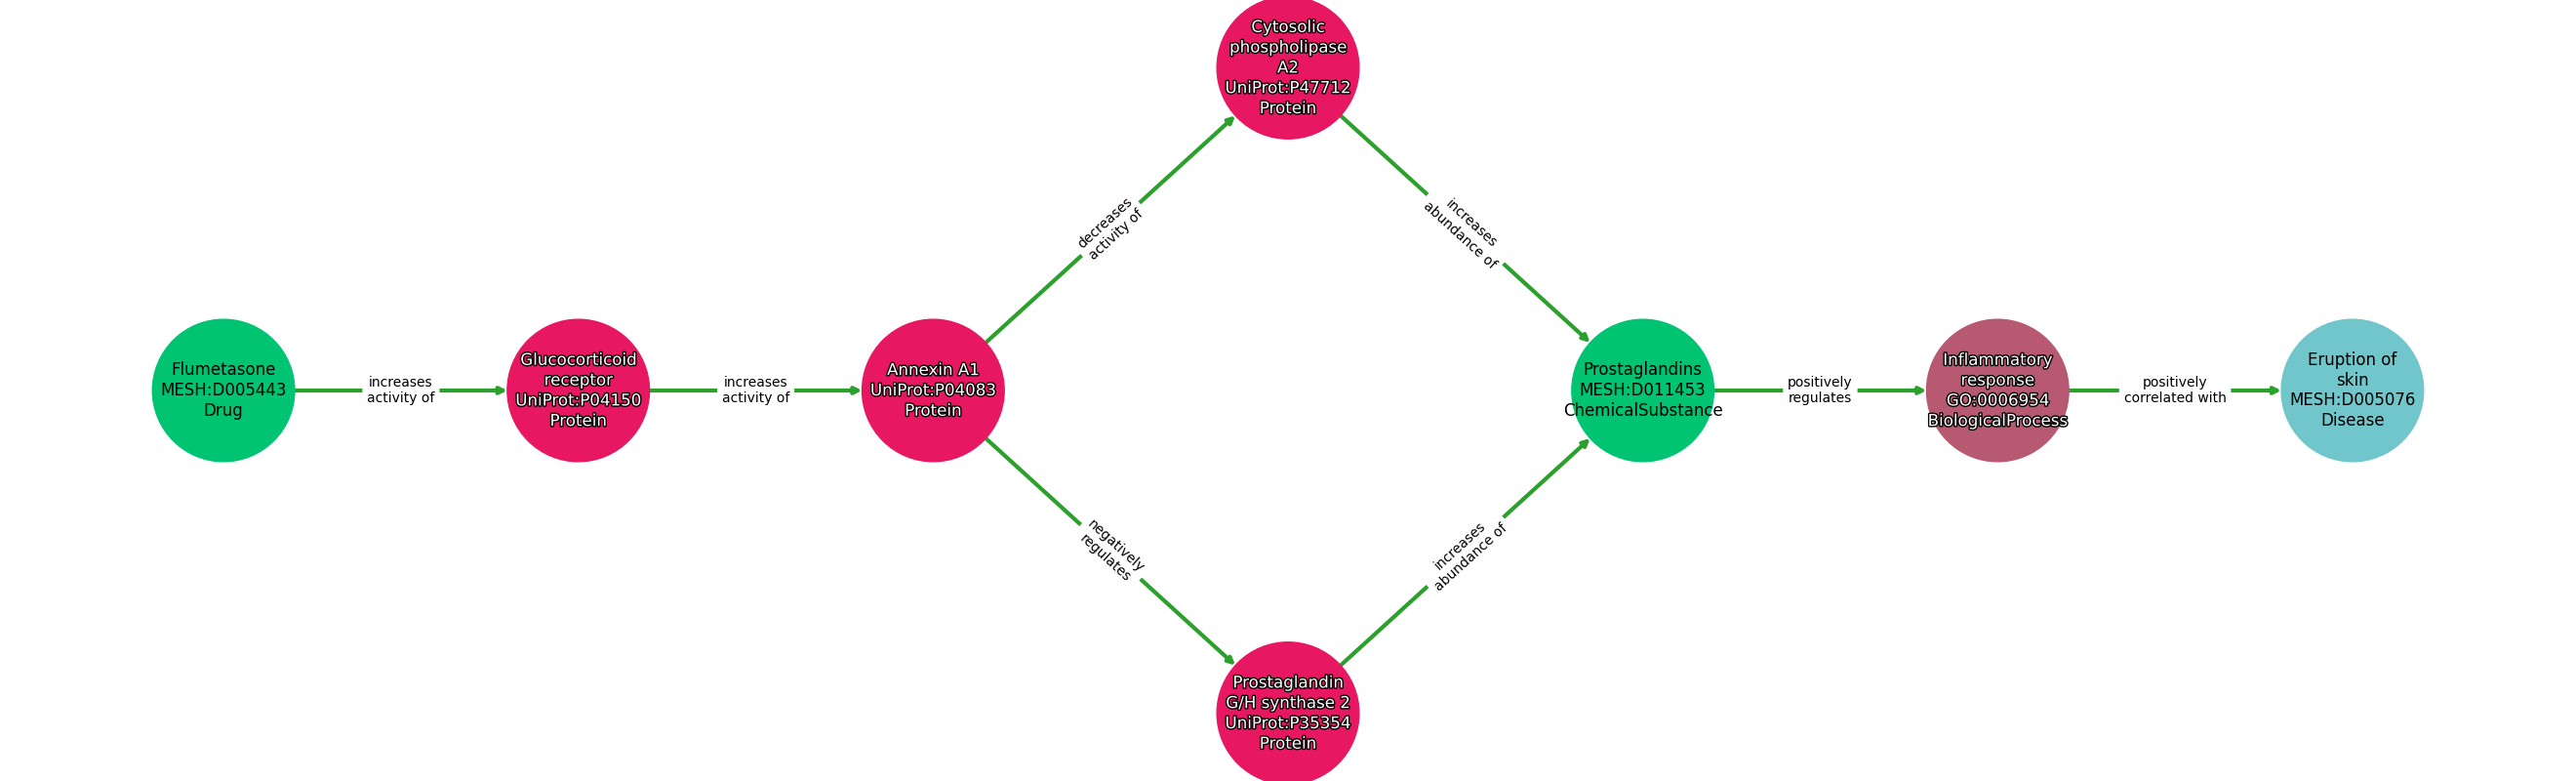 Flumetasone
MESH:D005443
Drug
increases
activity of
Glucocorticoid
receptor
UniProt:P04150
Protein
increases
activity of
Annexin A1
UniProt:P04083
Protein
decreases
activity of
negatively
regulates
Cytosolic
phospholipase
A2
UniProt:P47712
Protein
Prostaglandin
G/H synthase 2
UniProt:P35354
Protein
increases
abundance of
increases
abundance of
Prostaglandins
MESH:D011453
ChemicalSubstance
positively
regulates
Inflammatory
response
GO:0006954
BiologicalProcess
positively
correlated with
Eruption of
skin
MESH:D005076
Disease